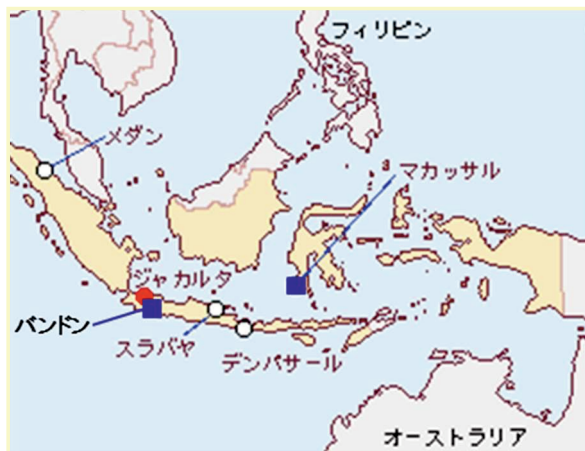 フィリピン
メダン
マカッサル
ジャカルタ
バンドン
スラバヤ
デンパサール
オーストラリア